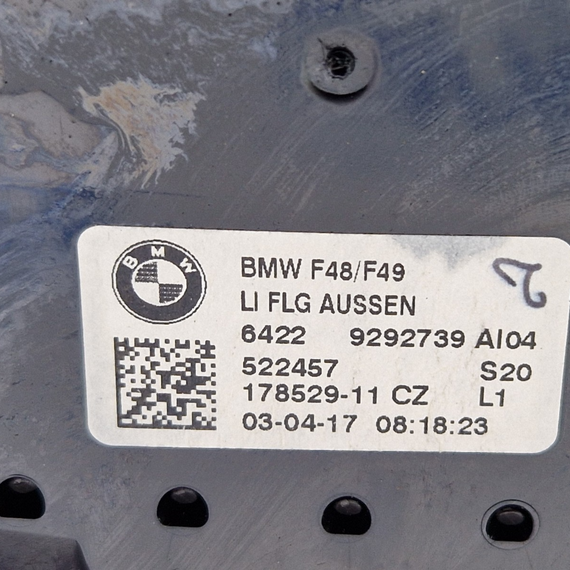 BMW
BMW F48/F49
LI FLG AUSSEN
6422 9292739 AI04
522457 S20
178529-11 CZ L1
03-04-17 08:18:23